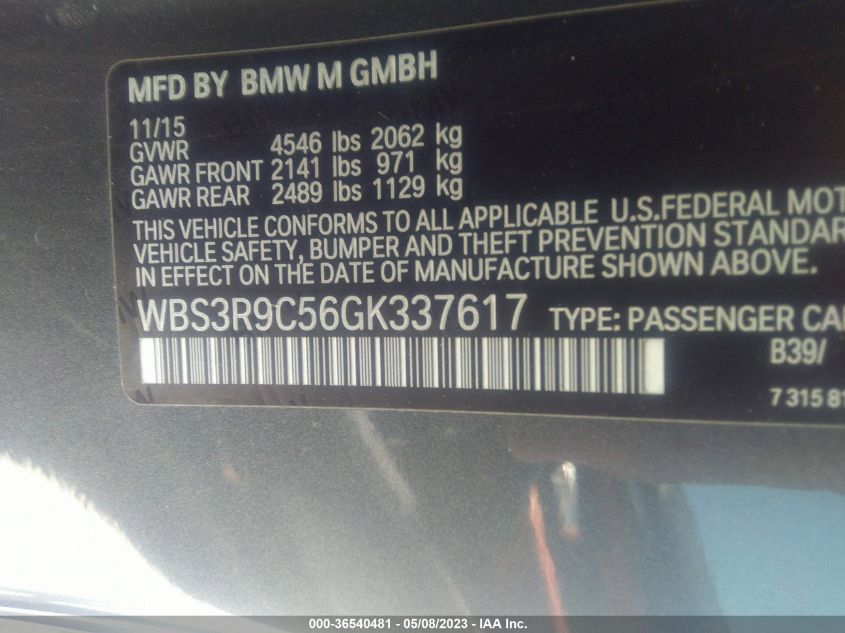 MFD BY BMW M GMBH
11/15
GVWR 4546 lbs 2062 kg
GAWR FRONT 2141 lbs 971 kg
GAWR REAR 2489 lbs 1129 kg
THIS VEHICLE CONFORMS TO ALL APPLICABLE U.S.FEDERAL MOT
VEHICLE SAFETY, BUMPER AND THEFT PREVENTION STANDAR
IN EFFECT ON THE DATE OF MANUFACTURE SHOWN ABOVE.
WBS3R9C56GK337617 TYPE: PASSENGER CAR
B39/
7 315 81
000-36540481 - 05/08/2023 - IAA Inc.